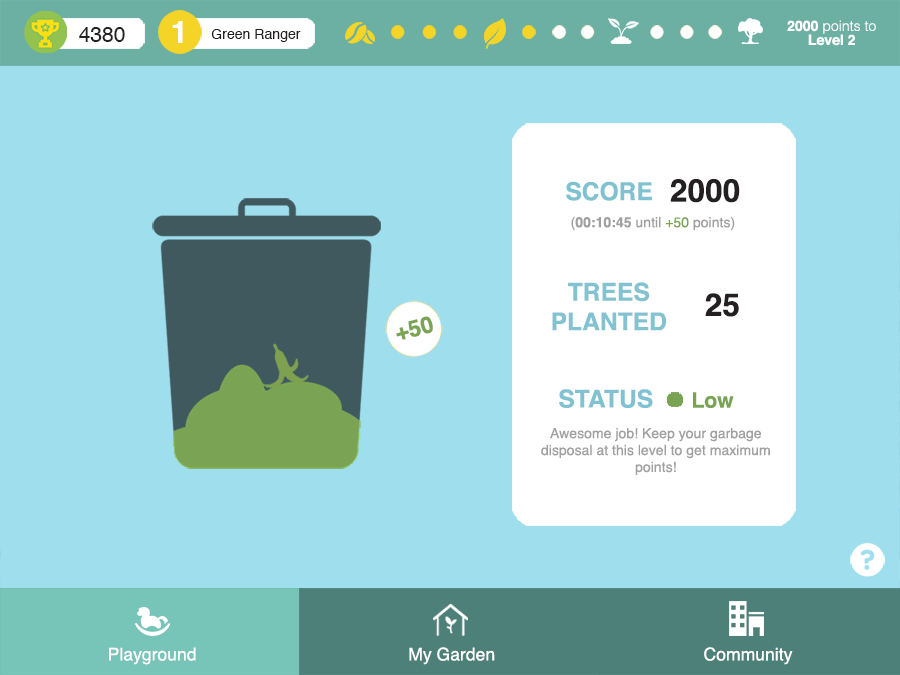 4380
1
Green Ranger
2000 points to
Level 2
+50
SCORE 2000
(00:10:45 until +50 points)
TREES
PLANTED
25
STATUS Low
Awesome job! Keep your garbage
disposal at this level to get maximum
points!
?
Playground
My Garden
Community